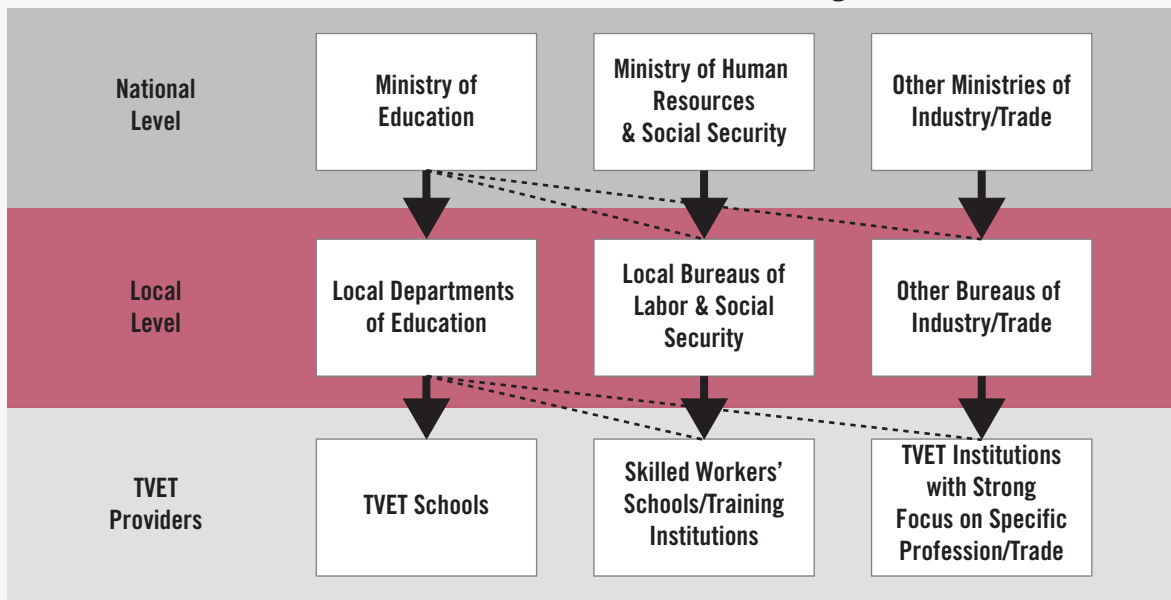 National
Level
Ministry of
Education
Ministry of Human
Resources
& Social Security
Other Ministries of
Industry/Trade
Local
Level
Local Departments
of Education
Local Bureaus of
Labor & Social
Security
Other Bureaus of
Industry/Trade
TVET
Providers
TVET Schools
Skilled Workers’
Schools/Training
Institutions
TVET Institutions
with Strong
Focus on Specific
Profession/Trade